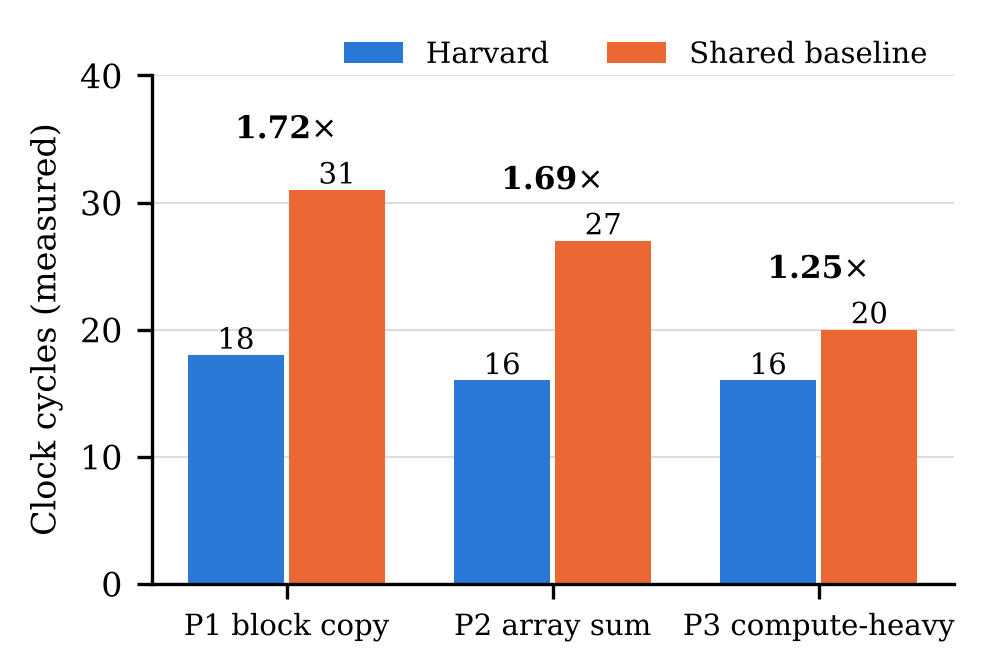 Harvard
Shared baseline
Clock cycles (measured)
40
30
20
10
0
1.72×
18
31
1.69×
16
27
1.25×
16
20
P1 block copy
P2 array sum
P3 compute-heavy